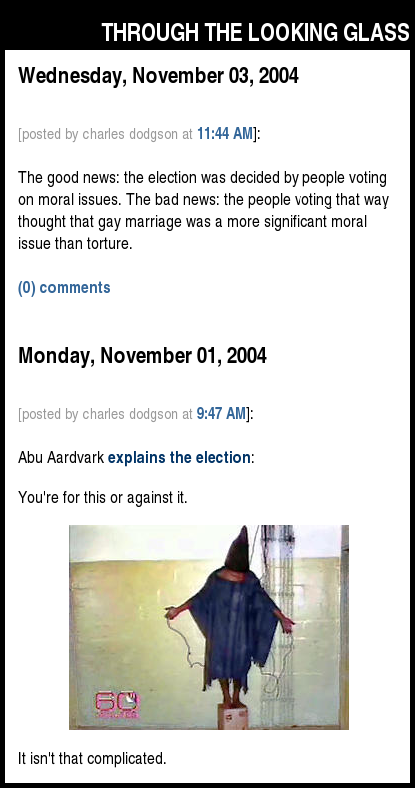 THROUGH THE LOOKING GLASS
Wednesday, November 03, 2004
[posted by charles dodgson at 11:44 AM]:
The good news: the election was decided by people voting
on moral issues. The bad news: the people voting that way
thought that gay marriage was a more significant moral
issue than torture.
(0) comments
Monday, November 01, 2004
[posted by charles dodgson at 9:47 AM]:
Abu Aardvark explains the election:
You're for this or against it.
60
It isn't that complicated.